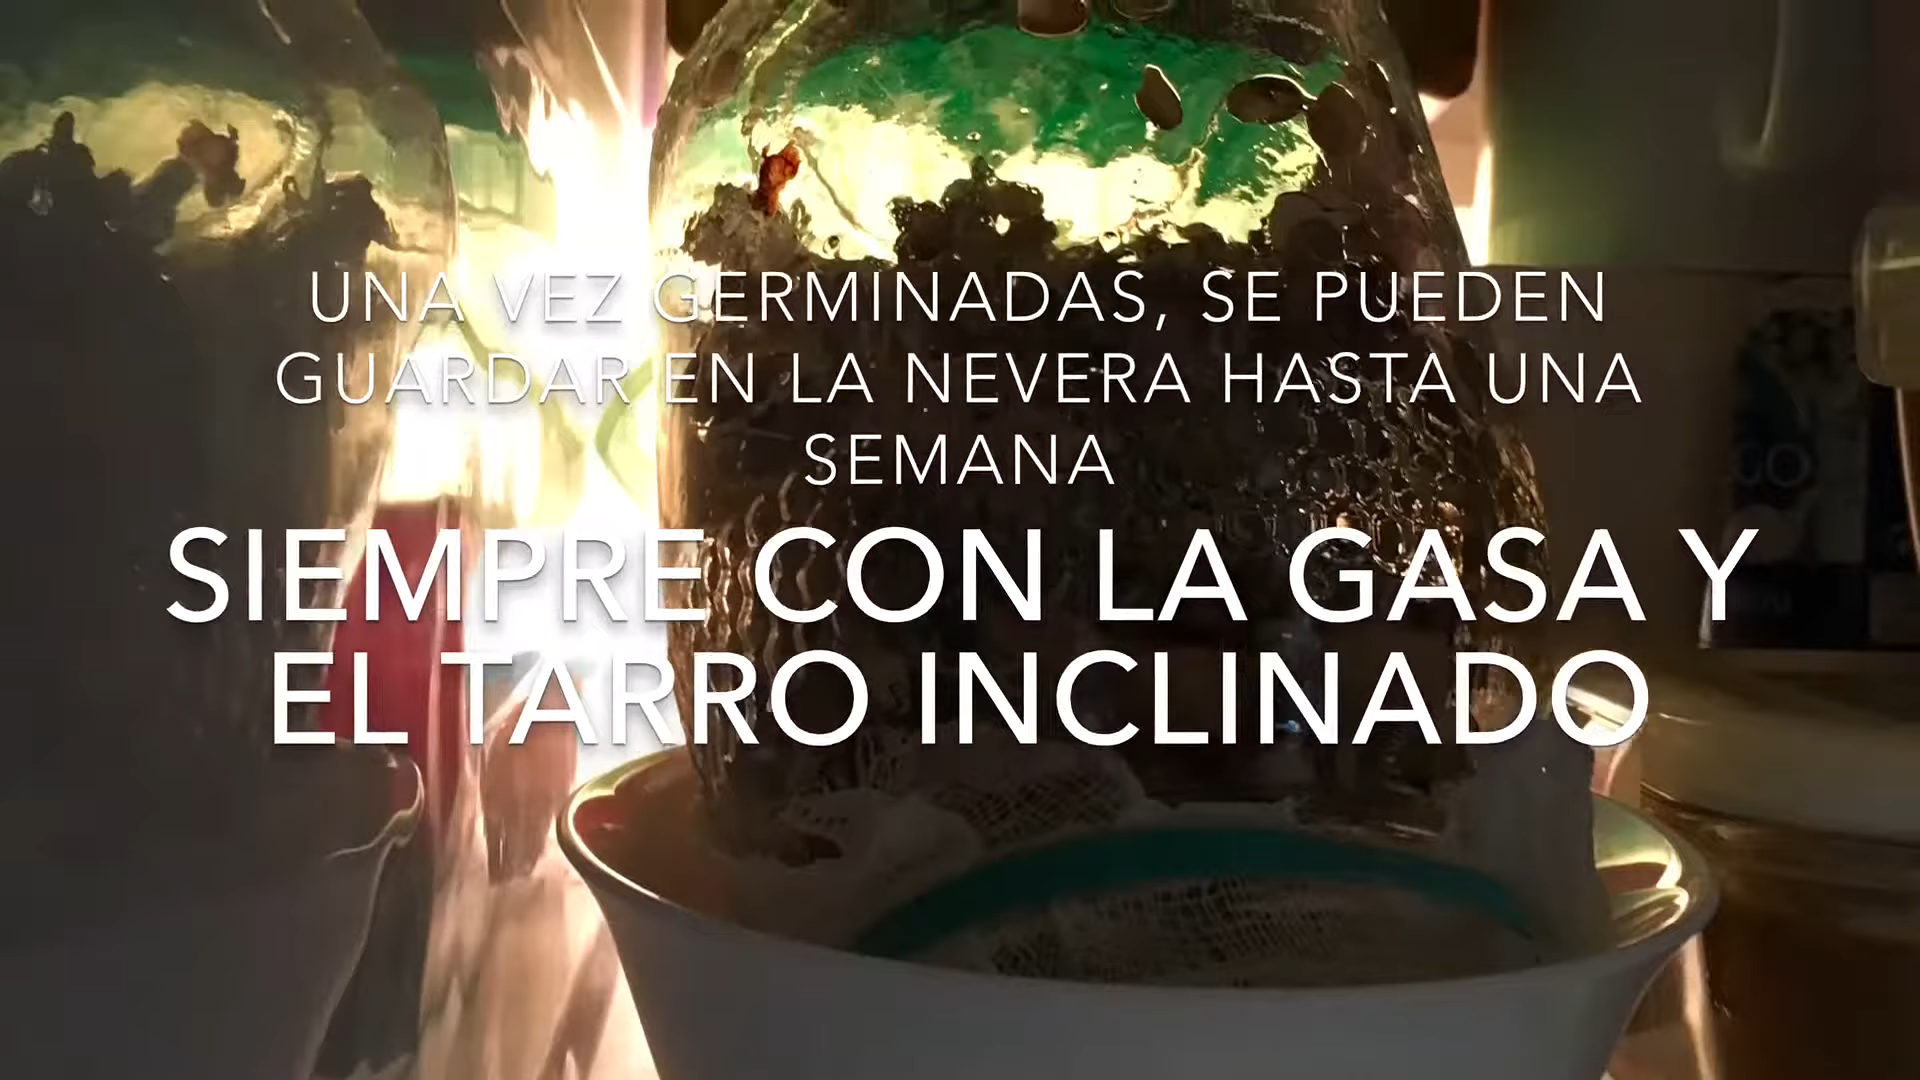 UNA VEZ GERMINADAS, SE PUEDEN
GUARDAR EN LA NEVERA HASTA UNA
SEMANA
SIEMPRE CON LA GASA Y
EL TARRO INCLINADO
GO